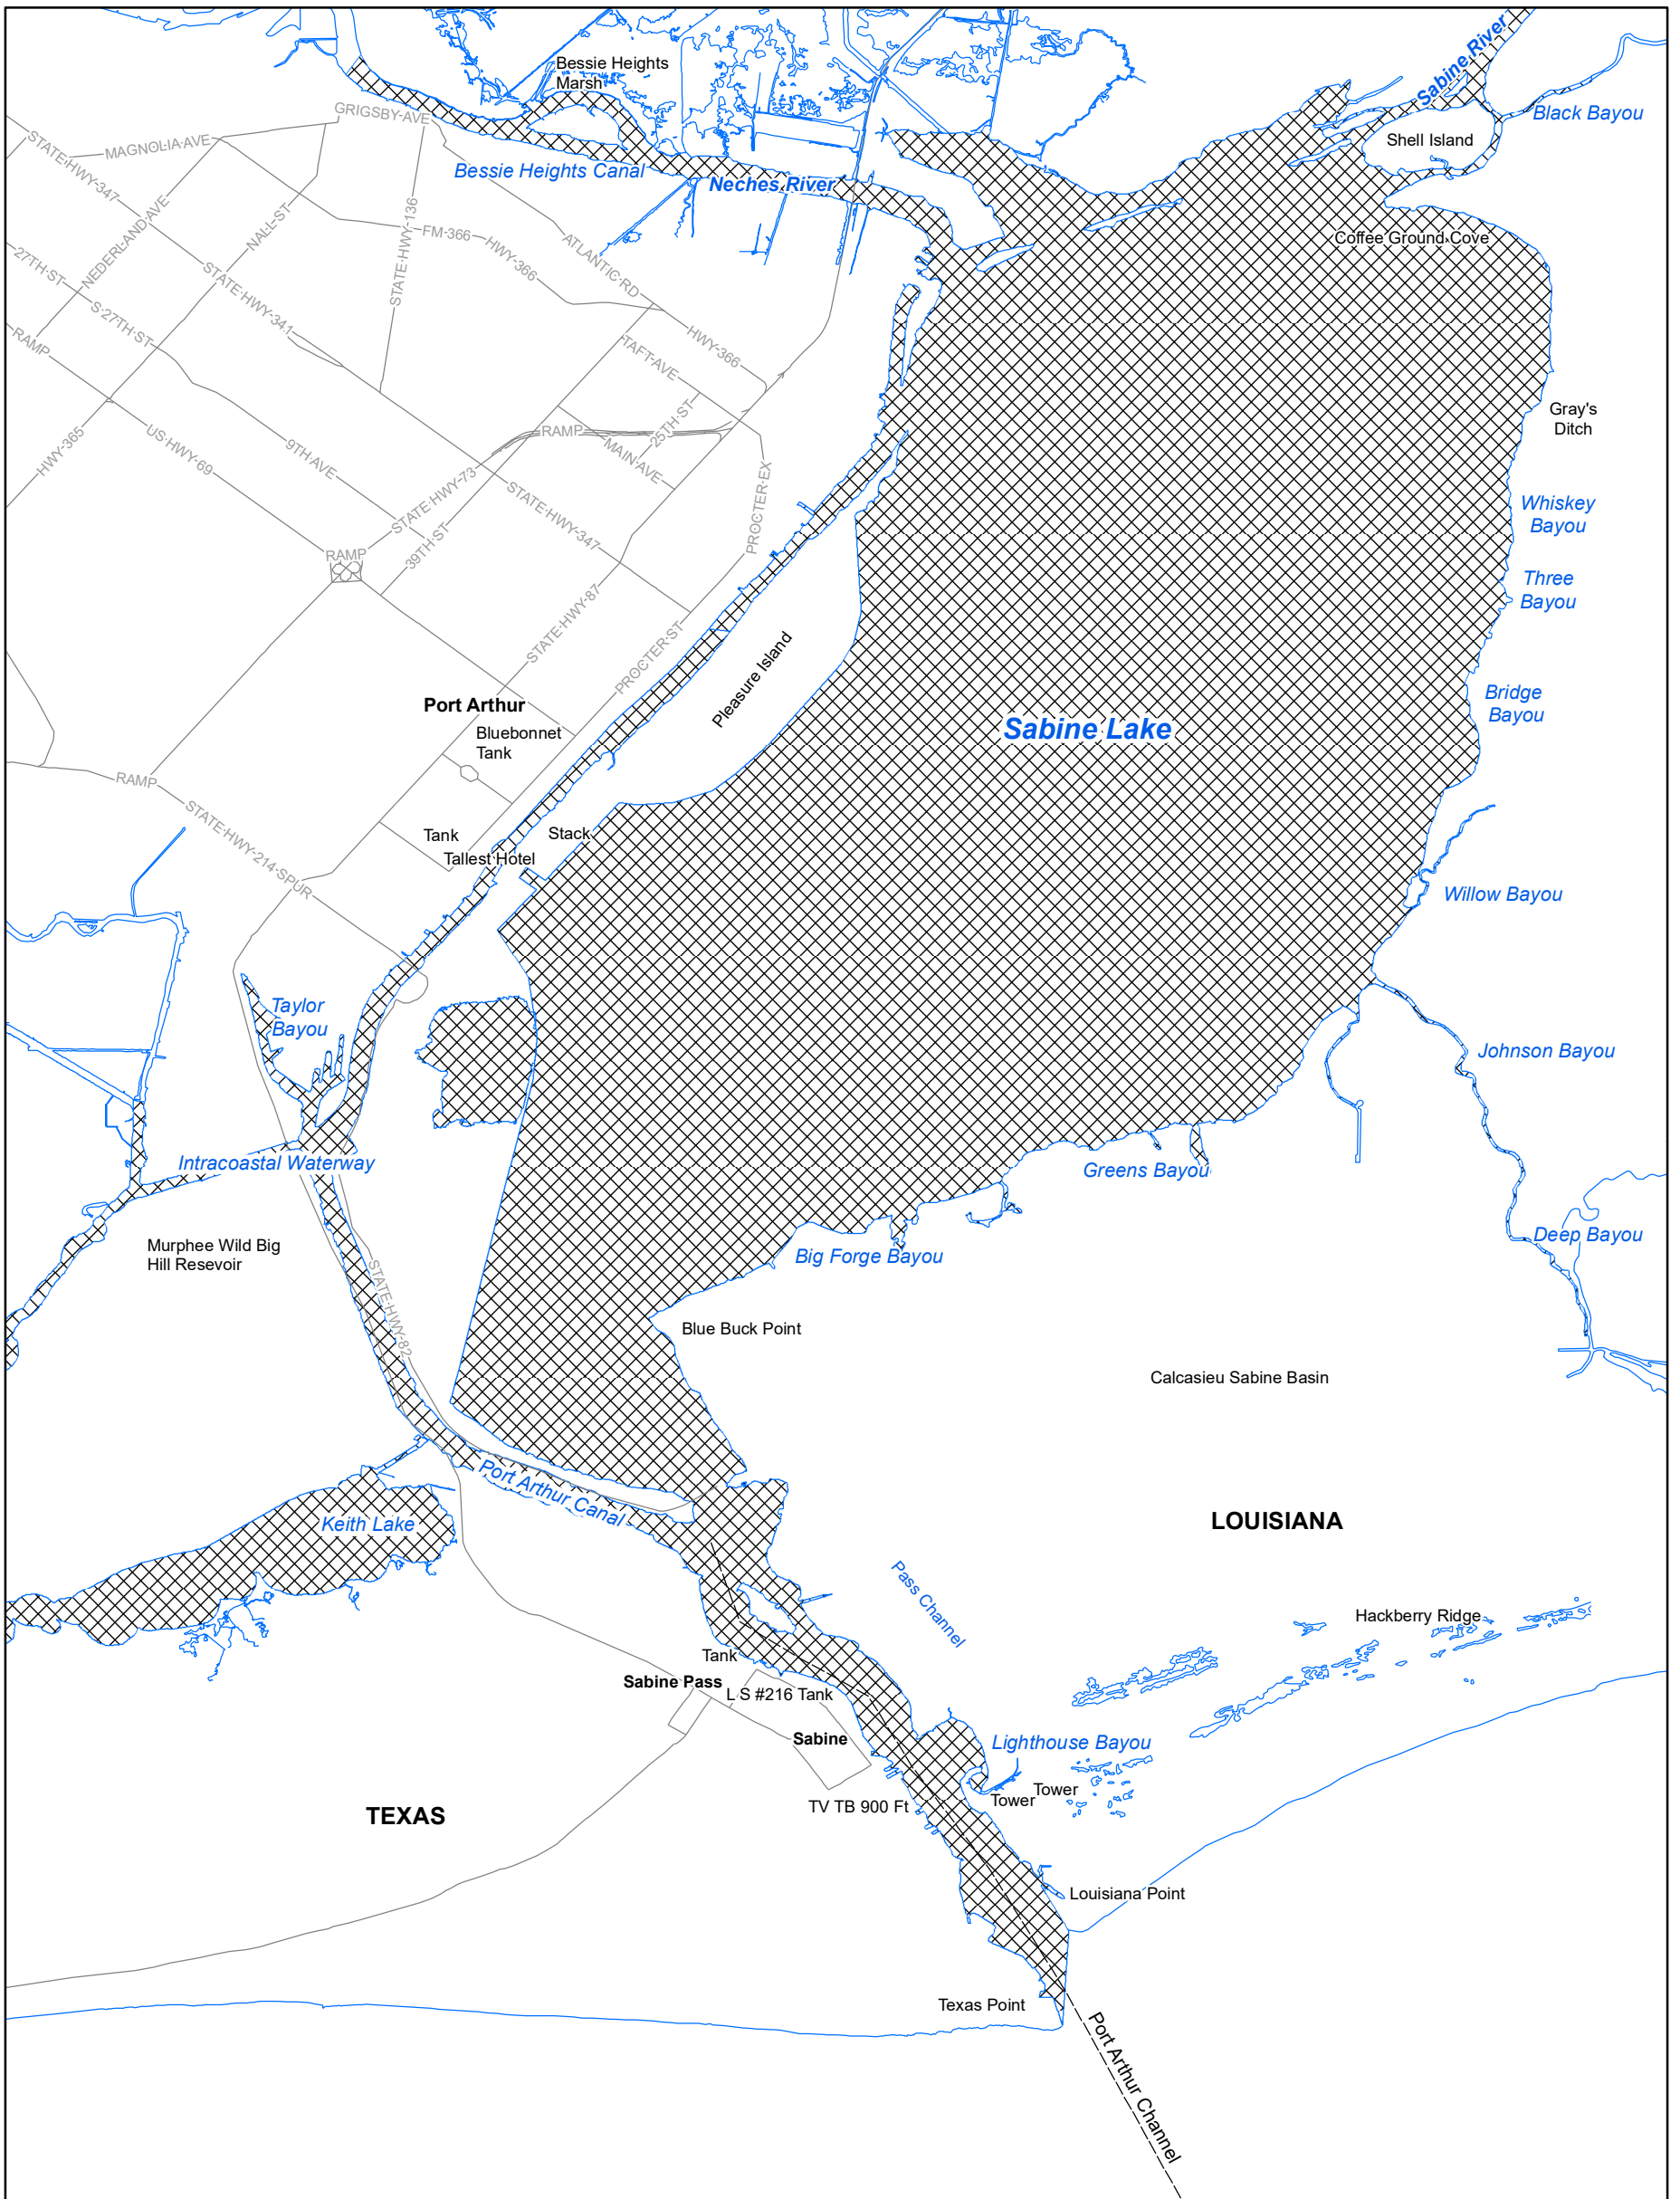 Sabine River
Bessie Heights
Marsh
Black Bayou
GRIGSBY AVE
Shell Island
MAGNOLIA AVE
STATE HWY 347
Bessie Heights Canal
Neches River
NEDERLAND AVE
NALL ST
STATE HWY 136
FM 366
HWY 366
ATLANTIC RD
Coffee Ground Cove
27TH ST
S 27TH ST
STATE HWY 341
RAMP
TAFT AVE
HWY 366
Gray's
Ditch
HWY 365
US HWY 69
9TH AVE
RAMP
MAIN AVE
25TH ST
STATE HWY 73
STATE HWY 347
PROCTER EX
Whiskey
Bayou
39TH ST
RAMP
Three
Bayou
STATE HWY 87
PROCTER ST
Pleasure Island
Port Arthur
Bluebonnet
Tank
Sabine Lake
Bridge
Bayou
RAMP
STATE HWY 214 SPUR
Tank
Stack
Tallest Hotel
Willow Bayou
Taylor
Bayou
Johnson Bayou
Intracoastal Waterway
Greens Bayou
Murphee Wild Big
Hill Resevoir
Big Forge Bayou
Deep Bayou
STATE HWY 82
Blue Buck Point
Calcasieu Sabine Basin
Port Arthur Canal
Keith Lake
LOUISIANA
Pass Channel
Hackberry Ridge
Tank
Sabine Pass
L S #216 Tank
Sabine
Lighthouse Bayou
Tower
Tower
TV TB 900 Ft
TEXAS
Louisiana Point
Texas Point
Port Arthur Channel